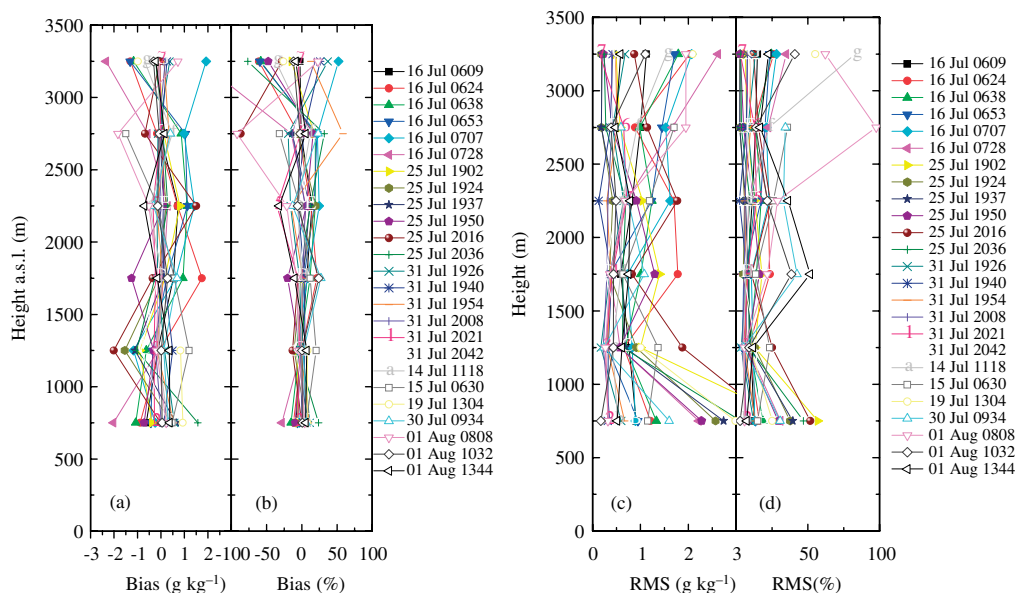 3500
3000
2500
2000
1500
1000
500
0
Height a.s.l. (m)
(a)
(b)
-3 -2 -1 0 1 2 -100 -50 0 50 100
Bias (g kg⁻¹)
Bias (%)
16 Jul 0609
16 Jul 0624
16 Jul 0638
16 Jul 0653
16 Jul 0707
16 Jul 0728
25 Jul 1902
25 Jul 1924
25 Jul 1937
25 Jul 1950
25 Jul 2016
25 Jul 2036
31 Jul 1926
31 Jul 1940
31 Jul 1954
31 Jul 2008
31 Jul 2021
31 Jul 2042
14 Jul 1118
15 Jul 0630
19 Jul 1304
30 Jul 0934
01 Aug 0808
01 Aug 1032
01 Aug 1344
3500
3000
2500
2000
1500
1000
500
0
Height (m)
(c)
(d)
0 1 2 3 50 100
RMS (g kg⁻¹)
RMS(%)
16 Jul 0609
16 Jul 0624
16 Jul 0638
16 Jul 0653
16 Jul 0707
16 Jul 0728
25 Jul 1902
25 Jul 1924
25 Jul 1937
25 Jul 1950
25 Jul 2016
25 Jul 2036
31 Jul 1926
31 Jul 1940
31 Jul 1954
31 Jul 2008
31 Jul 2021
31 Jul 2042
14 Jul 1118
15 Jul 0630
19 Jul 1304
30 Jul 0934
01 Aug 0808
01 Aug 1032
01 Aug 1344